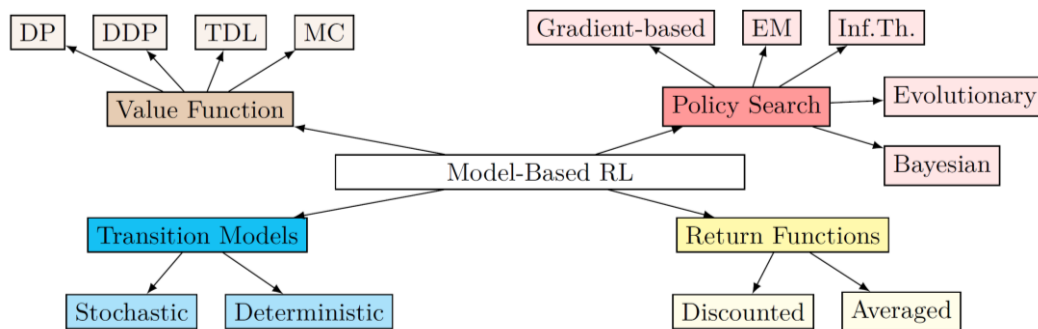 DP
DDP
TDL
MC
Value Function
Gradient-based
EM
Inf.Th.
Policy Search
Evolutionary
Bayesian
Model-Based RL
Transition Models
Stochastic
Deterministic
Return Functions
Discounted
Averaged